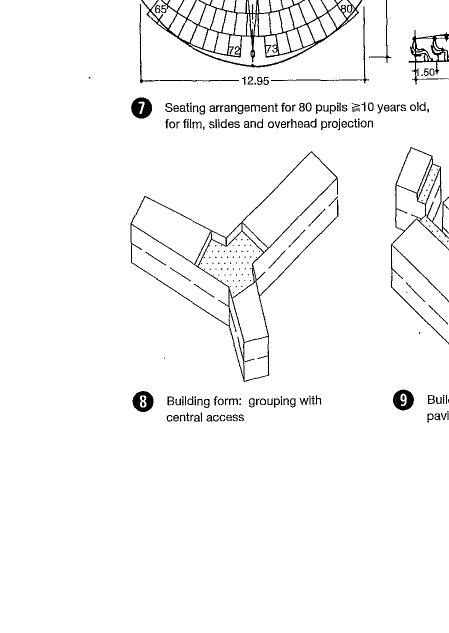 65
80
72
73
12.95
1.50
7 Seating arrangement for 80 pupils ≧10 years old,
for film, slides and overhead projection
8 Building form: grouping with
central access
9